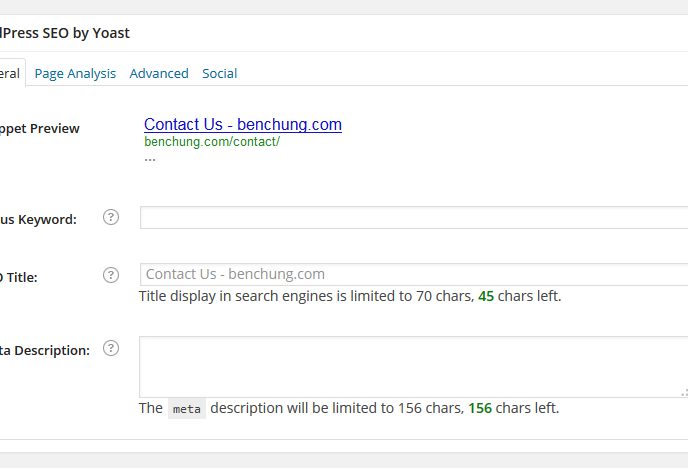 lPress SEO by Yoast
eral Page Analysis Advanced Social
ppet Preview
Contact Us - benchung.com
benchung.com/contact/
...
us Keyword: ?
O Title: ? Contact Us - benchung.com
Title display in search engines is limited to 70 chars, 45 chars left.
ta Description: ?
The meta description will be limited to 156 chars, 156 chars left.